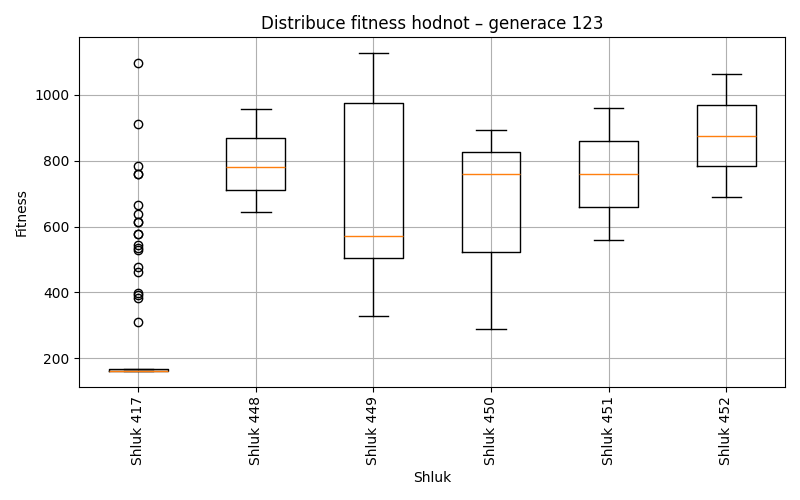 Distribuce fitness hodnot – generace 123
Fitness
1000
800
600
400
200
Shluk 417
Shluk 448
Shluk 449
Shluk 450
Shluk 451
Shluk 452
Shluk